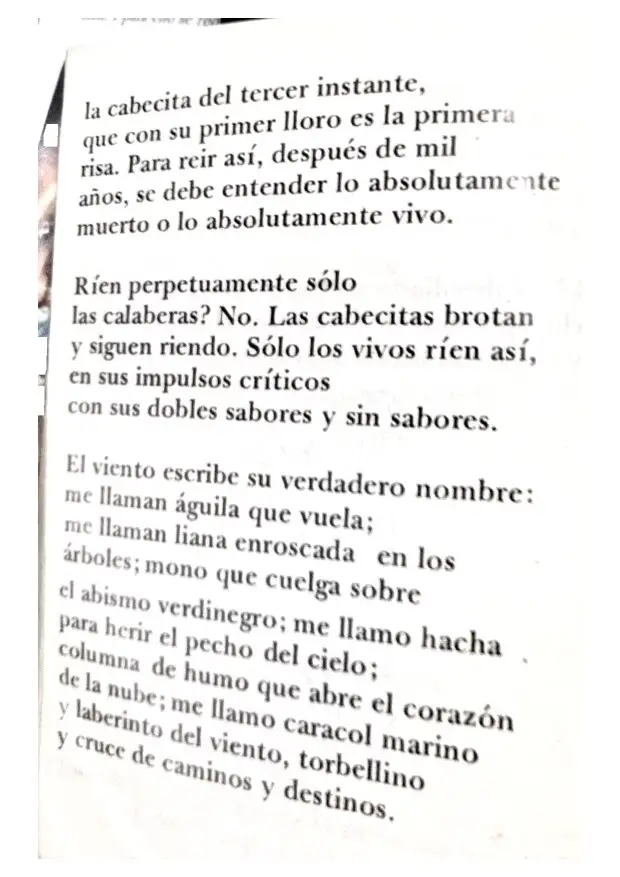 la cabecita del tercer instante,
que con su primer lloro es la primera
risa. Para reir así, después de mil
años, se debe entender lo absolutamente
muerto o lo absolutamente vivo.
Ríen perpetuamente sólo
las calaberas? No. Las cabecitas brotan
y siguen riendo. Sólo los vivos ríen así,
en sus impulsos críticos
con sus dobles sabores y sin sabores.
El viento escribe su verdadero nombre:
me llaman águila que vuela;
me llaman liana enroscada en los
árboles; mono que cuelga sobre
el abismo verdinegro; me llamo hacha
para herir el pecho del cielo;
columna de humo que abre el corazón
de la nube; me llamo caracol marino
y laberinto del viento, torbellino
y cruce de caminos y destinos.